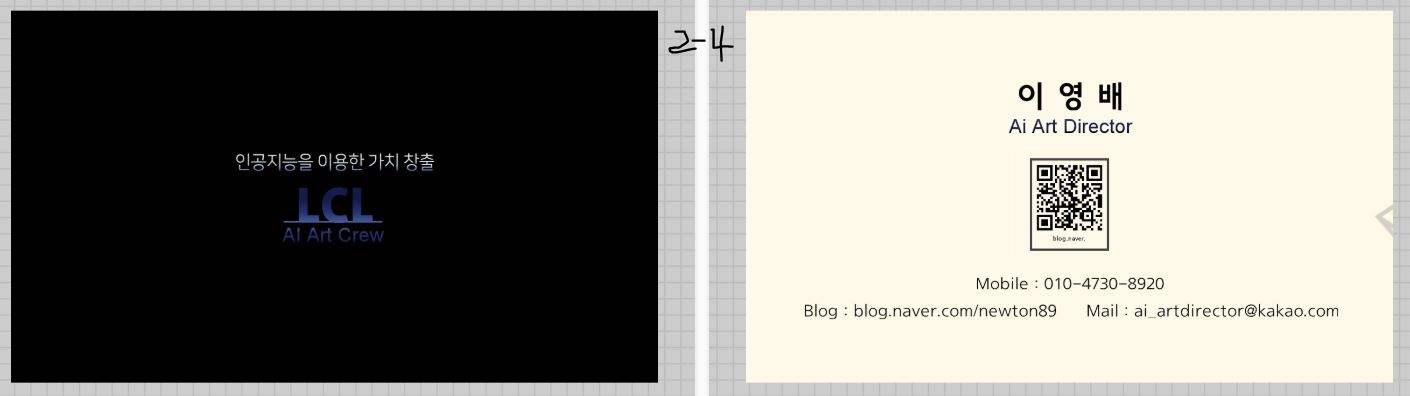 인공지능을 이용한 가치 창출
LCL
AI Art Crew
2-4
이영배
Ai Art Director
blog.naver.
Mobile : 010-4730-8920
Blog : blog.naver.com/newton89 Mail : ai_artdirector@kakao.com